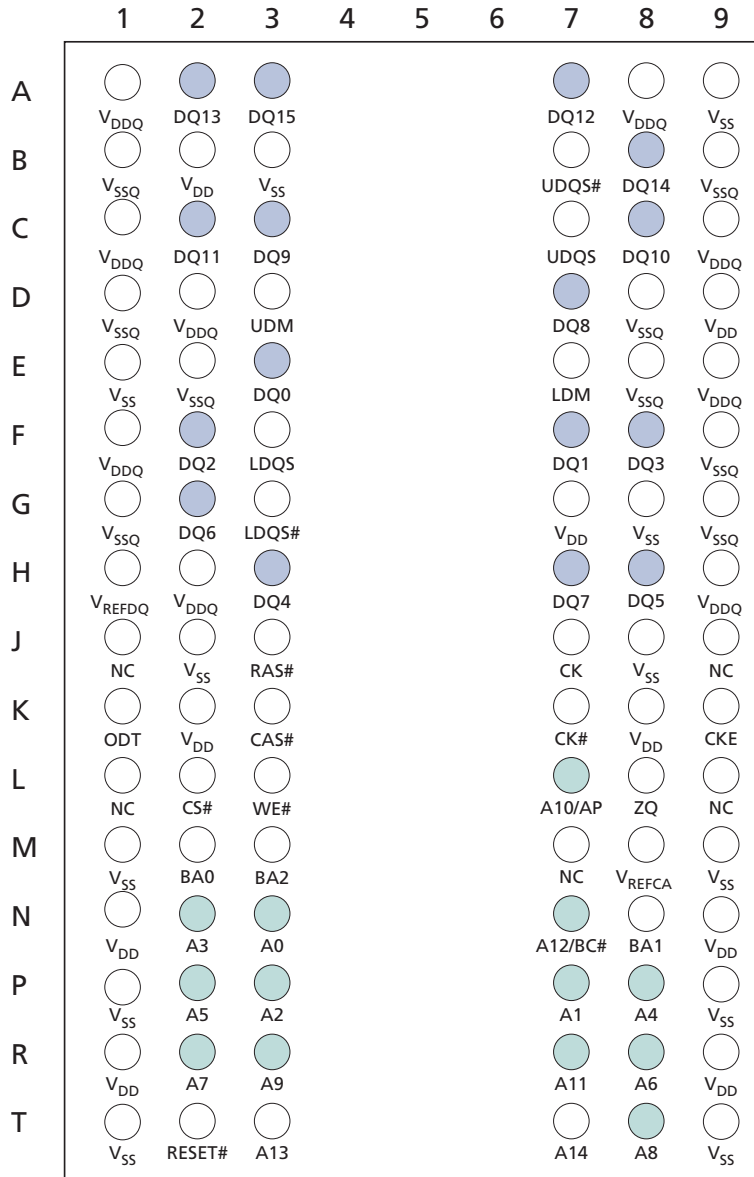 1 2 3 4 5 6 7 8 9
A
VDDQ DQ13 DQ15 DQ12 VDDQ VSS
B
VSSQ VDD VSS UDQS# DQ14 VSSQ
C
VDDQ DQ11 DQ9 UDQS DQ10 VDDQ
D
VSSQ VDDQ UDM DQ8 VSSQ VDD
E
VSS VSSQ DQ0 LDM VSSQ VDDQ
F
VDDQ DQ2 LDQS DQ1 DQ3 VSSQ
G
VSSQ DQ6 LDQS# VDD VSS VSSQ
H
VREFDQ VDDQ DQ4 DQ7 DQ5 VDDQ
J
NC VSS RAS# CK VSS NC
K
ODT VDD CAS# CK# VDD CKE
L
NC CS# WE# A10/AP ZQ NC
M
VSS BA0 BA2 NC VREFCA VSS
N
VDD A3 A0 A12/BC# BA1 VDD
P
VSS A5 A2 A1 A4 VSS
R
VDD A7 A9 A11 A6 VDD
T
VSS RESET# A13 A14 A8 VSS